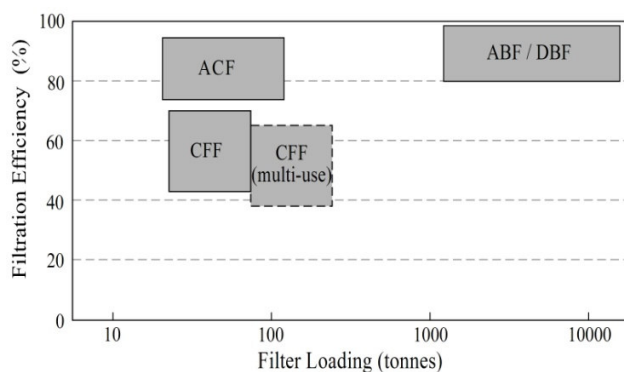 Filtration Efficiency (%)
100
80
60
40
20
0
ACF
ABF / DBF
CFF
CFF
(multi-use)
10
100
1000
10000
Filter Loading (tonnes)